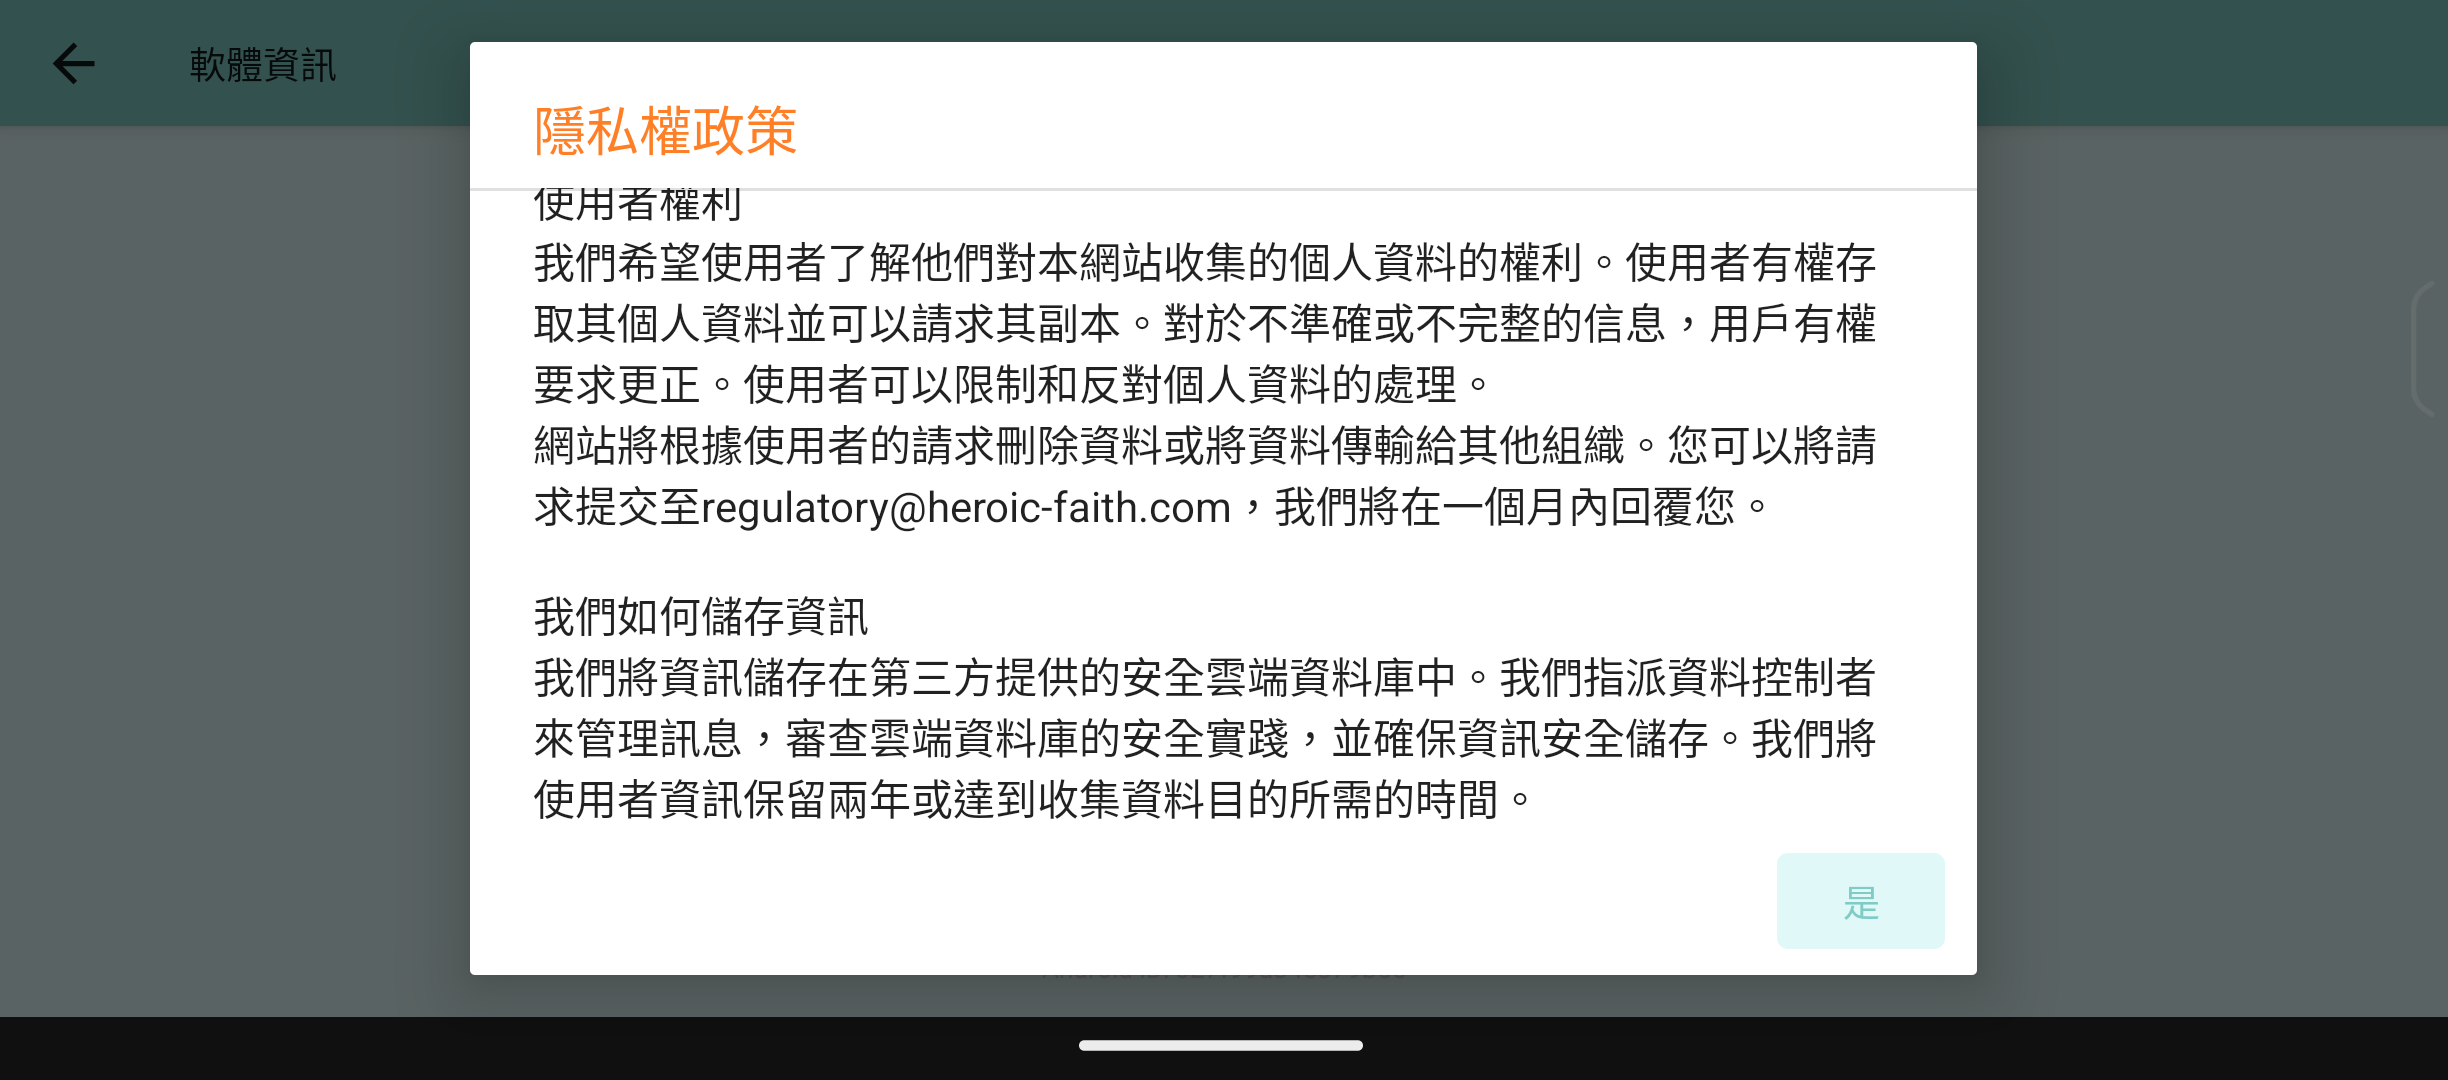 軟體資訊
隱私權政策
使用者權利
我們希望使用者了解他們對本網站收集的個人資料的權利。使用者有權存
取其個人資料並可以請求其副本。對於不準確或不完整的信息，用戶有權
要求更正。使用者可以限制和反對個人資料的處理。
網站將根據使用者的請求刪除資料或將資料傳輸給其他組織。您可以將請
求提交至regulatory@heroic-faith.com，我們將在一個月內回覆您。
我們如何儲存資訊
我們將資訊儲存在第三方提供的安全雲端資料庫中。我們指派資料控制者
來管理訊息，審查雲端資料庫的安全實踐，並確保資訊安全儲存。我們將
使用者資訊保留兩年或達到收集資料目的所需的時間。
是